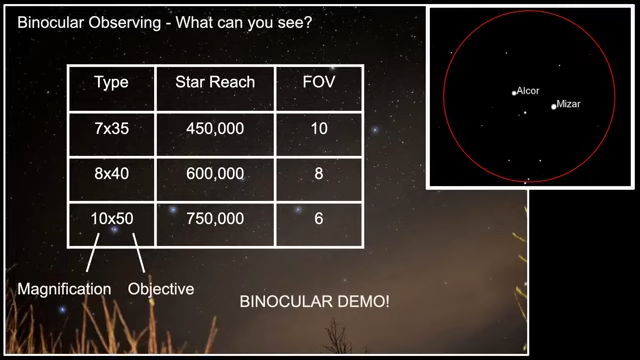 Binocular Observing - What can you see?
Type Star Reach FOV
7x35 450,000 10
8x40 600,000 8
10x50 750,000 6
Magnification Objective
BINOCULAR DEMO!
Alcor
Mizar